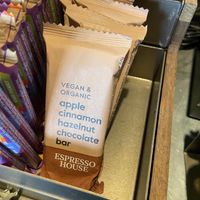 VEGAN &
ORGANIC
apple
cinnamon
hazelnut
chocolate
bar
ESPRESSO
HOUSE